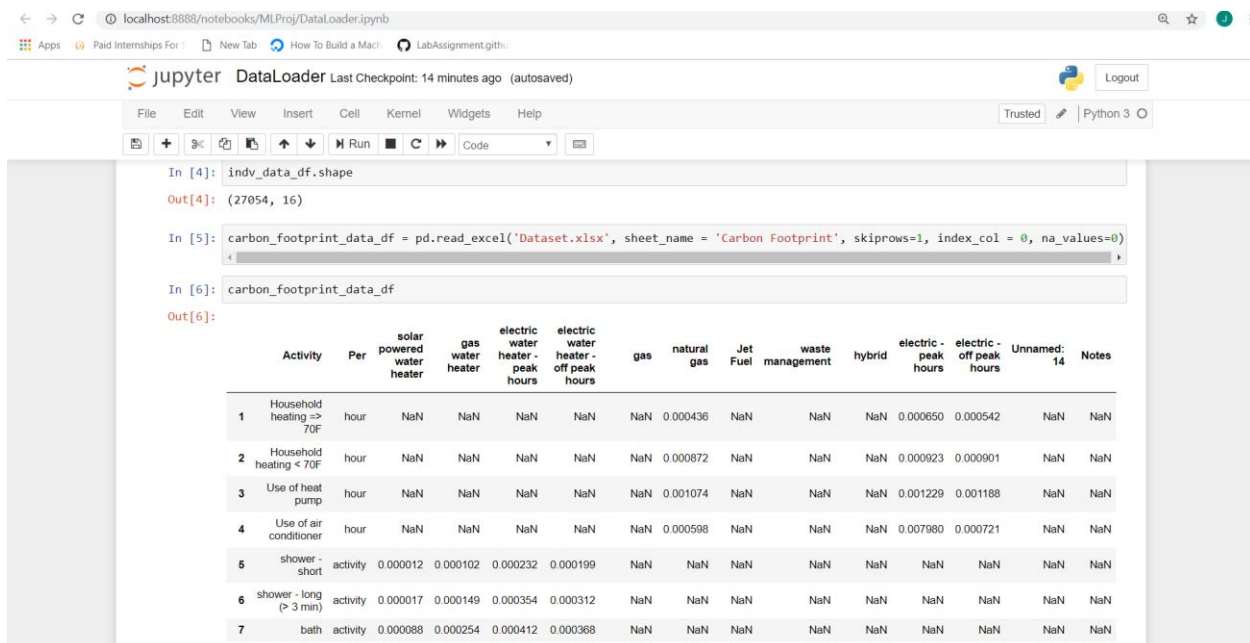 localhost:8888/notebooks/MLProj/DataLoader.ipynb
J
Apps Paid Internships For S New Tab How To Build a Mach LabAssignment.githu
jupyter DataLoader Last Checkpoint: 14 minutes ago (autosaved) Logout
File Edit View Insert Cell Kernel Widgets Help Trusted Python 3
Run Code
In [4]: indv_data_df.shape
Out[4]: (27054, 16)
In [5]: carbon_footprint_data_df = pd.read_excel('Dataset.xlsx', sheet_name = 'Carbon Footprint', skiprows=1, index_col = 0, na_values=0)
In [6]: carbon_footprint_data_df
Out[6]:
Activity Per solar powered water heater gas water heater electric water heater - peak hours electric water heater - off peak hours gas natural gas Jet Fuel waste management hybrid electric - peak hours electric - off peak hours Unnamed: 14 Notes
1 Household heating => 70F hour NaN NaN NaN NaN NaN 0.000436 NaN NaN NaN 0.000650 0.000542 NaN NaN
2 Household heating < 70F hour NaN NaN NaN NaN NaN 0.000872 NaN NaN NaN 0.000923 0.000901 NaN NaN
3 Use of heat pump hour NaN NaN NaN NaN NaN 0.001074 NaN NaN NaN 0.001229 0.001188 NaN NaN
4 Use of air conditioner hour NaN NaN NaN NaN NaN 0.000598 NaN NaN NaN 0.007980 0.000721 NaN NaN
5 shower - short activity 0.000012 0.000102 0.000232 0.000199 NaN NaN NaN NaN NaN NaN NaN NaN NaN
6 shower - long (> 3 min) activity 0.000017 0.000149 0.000354 0.000312 NaN NaN NaN NaN NaN NaN NaN NaN NaN
7 bath activity 0.000088 0.000254 0.000412 0.000368 NaN NaN NaN NaN NaN NaN NaN NaN NaN